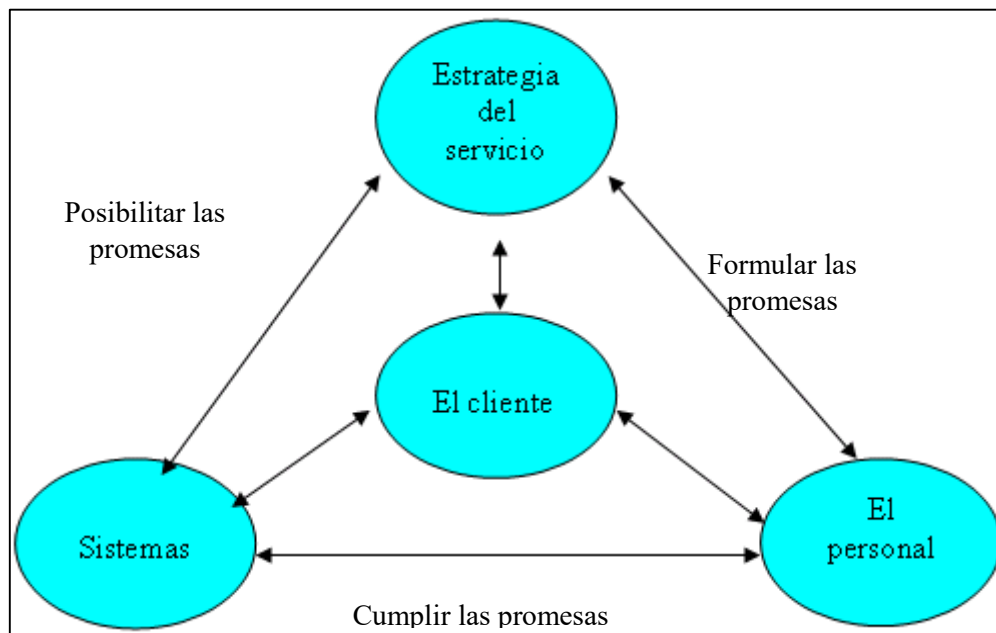 Estrategia
del
servicio
Posibilitar las
promesas
Formular las
promesas
El cliente
El
personal
Sistemas
Cumplir las promesas